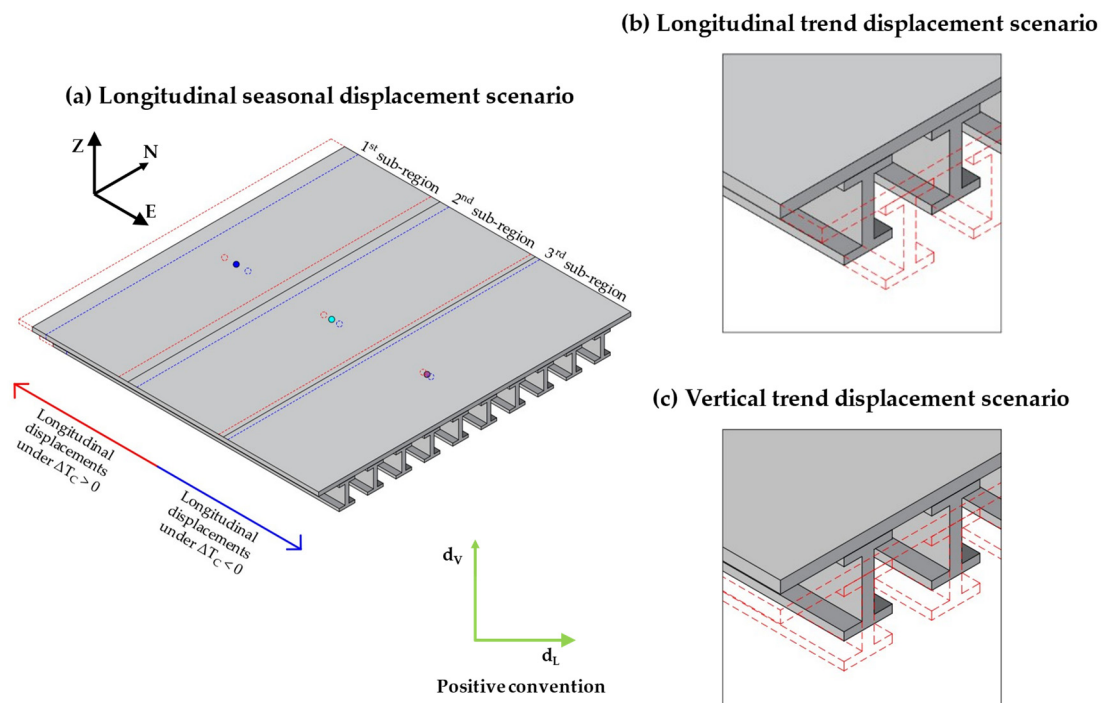 (a) Longitudinal seasonal displacement scenario
Z
N
E
1st sub-region
2nd sub-region
3rd sub-region
Longitudinal
displacements
under ΔTC > 0
Longitudinal
displacements
under ΔTC < 0
dV
dL
Positive convention
(b) Longitudinal trend displacement scenario
(c) Vertical trend displacement scenario